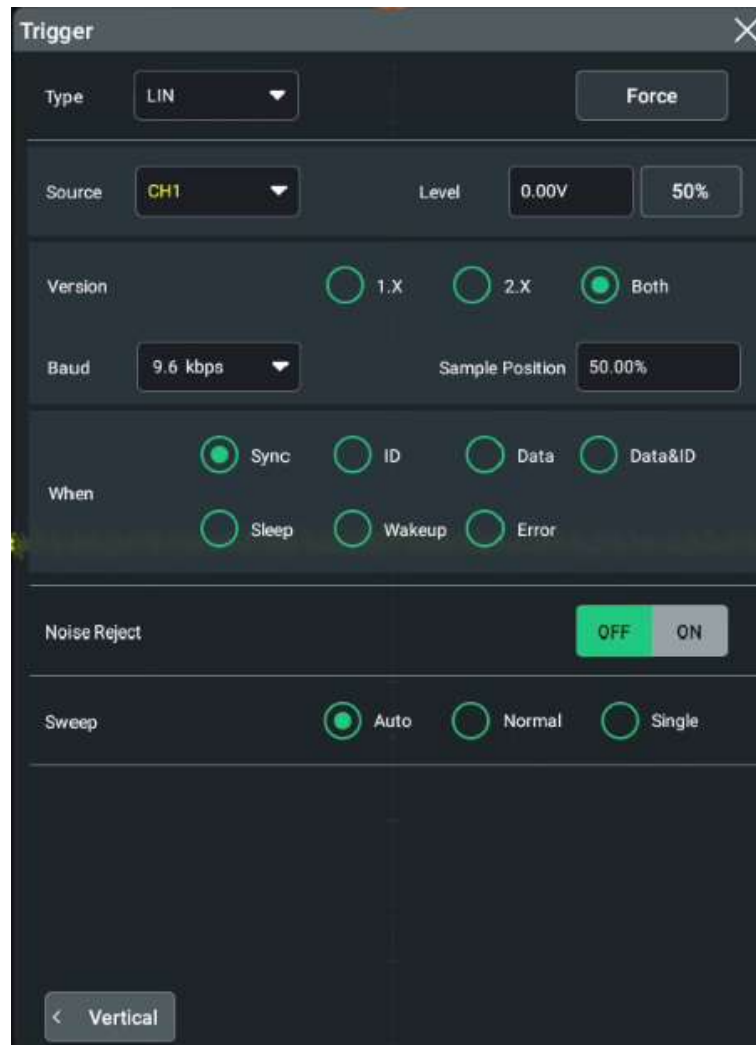 Trigger
Type LIN Force
Source CH1 Level 0.00V 50%
Version 1.X 2.X Both
Baud 9.6 kbps Sample Position 50.00%
Sync ID Data Data&ID
When
Sleep Wakeup Error
Noise Reject OFF ON
Sweep Auto Normal Single
Vertical